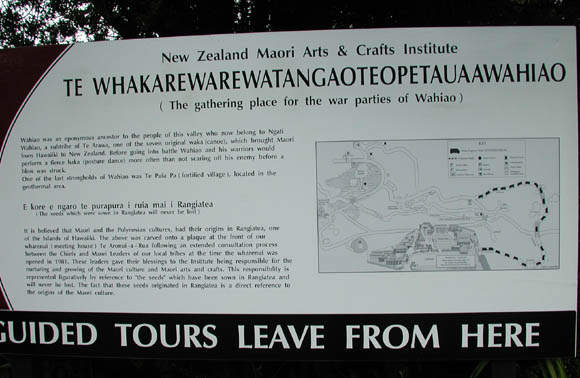 New Zealand Maori Arts & Crafts Institute
TE WHAKAREWAREWATANGAOTEOPETAUAAWAHIAO
( The gathering place for the war parties of Wahiao )
Wahiao was an eponymous ancestor to the people of this valley who now belong to Ngati
Wahiao, a subtribe of Te Arawa, one of the seven original waka (canoe), which brought Maori
from Hawaiki to New Zealand. Before going into battle Wahiao and his warriors would
perform a fierce haka (posture dance) more often than not scaring off his enemy before a
blow was struck.
One of the last strongholds of Wahiao was Te Puia Pa (fortified village), located in the
geothermal area.
E kore e ngaro te purapura i ruia mai i Rangiatea
(The seeds which were sown in Rangiatea will never be lost)
It is believed that Maori and the Polynesian cultures, had their origins in Rangiatea, one
of the Islands of Hawaiki. The above was carved onto a plaque at the front of our
wharenui (meeting house) Te Aronui-a-Rua following an extended consultation process
between the Chiefs and Maori leaders of our local tribes at the time the wharenui was
opened in 1981. These leaders gave their blessings to the Institute being responsible for the
nurturing and growing of the Maori culture and Maori arts and crafts. This responsibility is
represented figuratively by reference to "the seeds" which have been sown in Rangiatea and
will never be lost. The fact that these seeds originated in Rangiatea is a direct reference to
the origins of the Maori culture.
KEY
GUIDED TOURS LEAVE FROM HERE